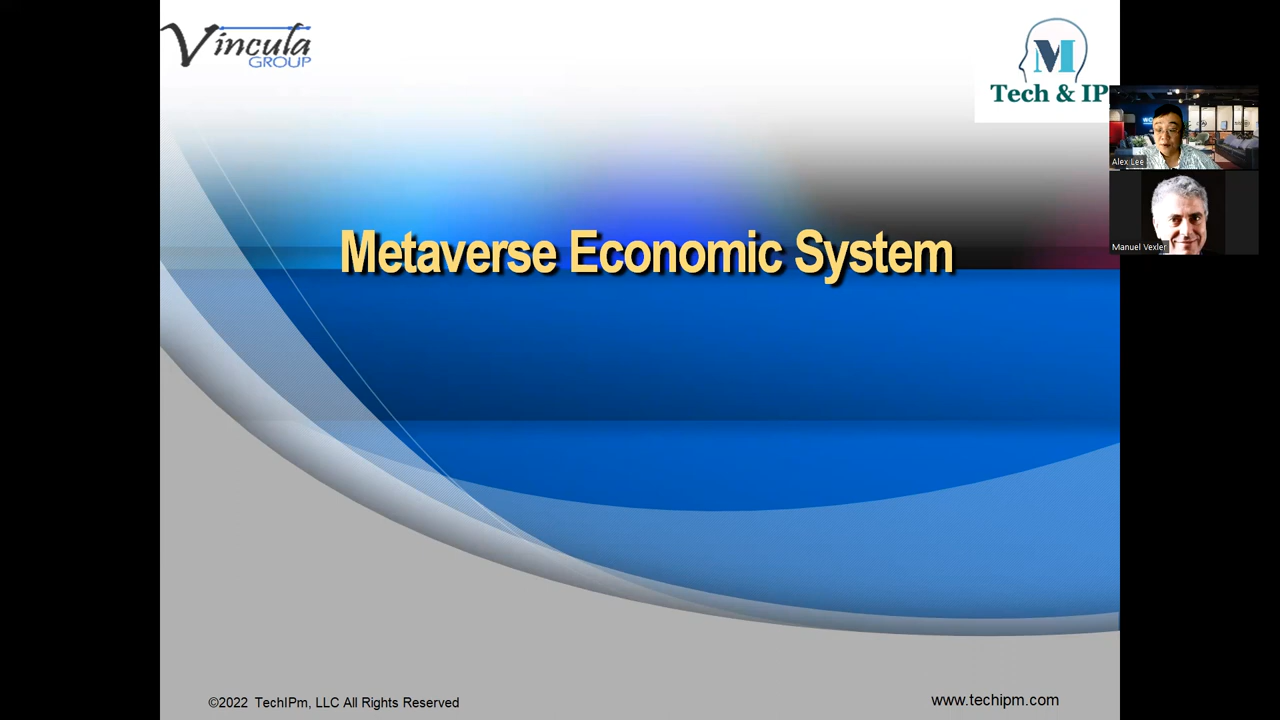 Vincula
GROUP
M
Tech & IP
Alex Lee
Manuel Vexler
Metaverse Economic System
©2022 TechIPm, LLC All Rights Reserved
www.techipm.com